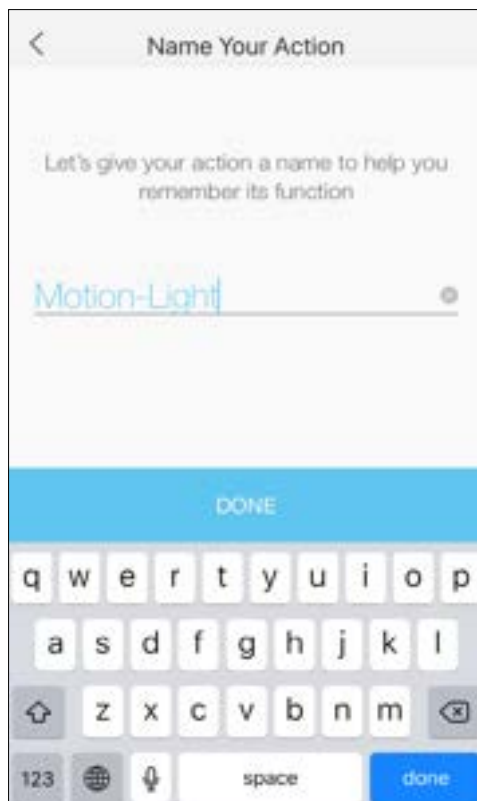 Name Your Action
Let's give your action a name to help you
remember its function
Motion-Light
DONE
q w e r t y u i o p
a s d f g h j k l
z x c v b n m
123 space done